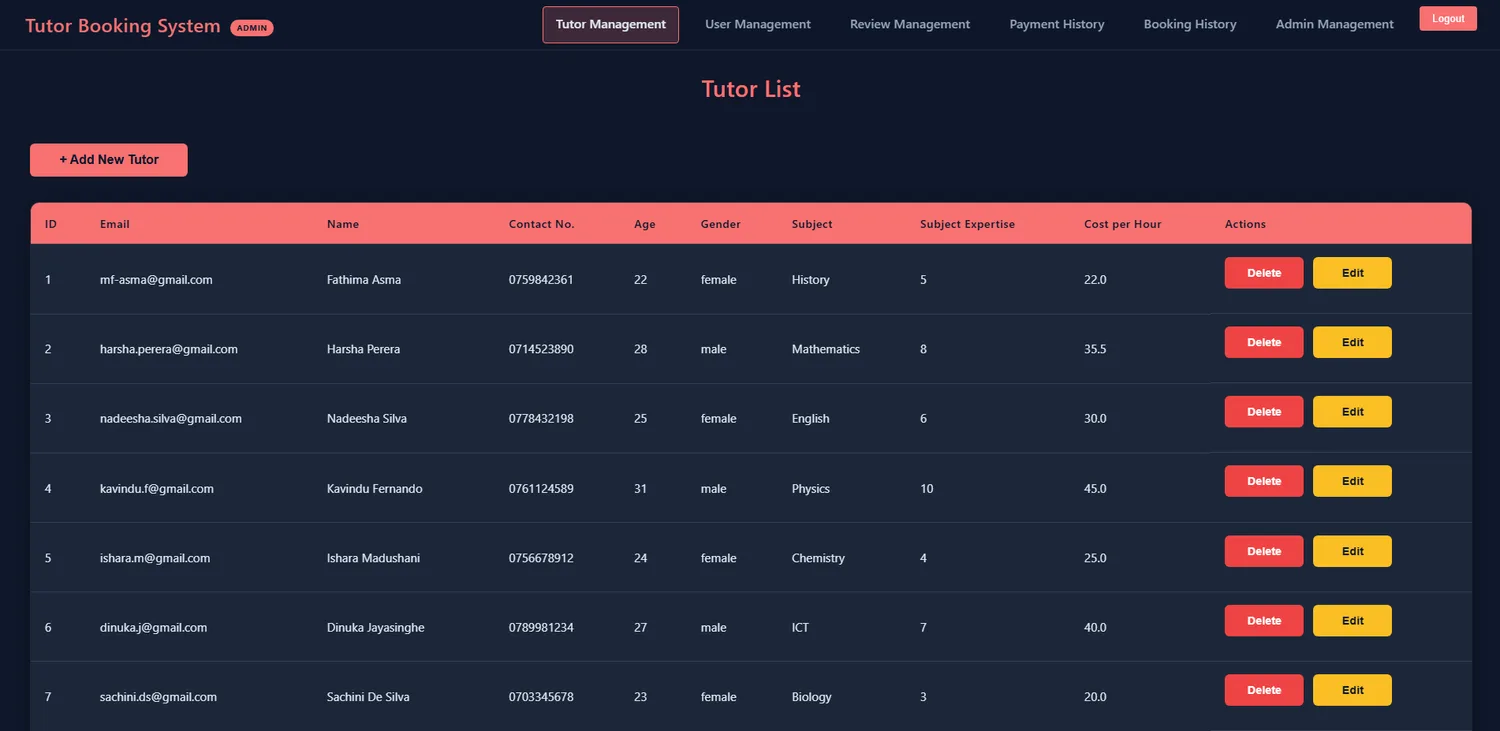 Tutor Booking System ADMIN Tutor Management User Management Review Management Payment History Booking History Admin Management Logout
Tutor List
+ Add New Tutor
ID Email Name Contact No. Age Gender Subject Subject Expertise Cost per Hour Actions
1 mf-asma@gmail.com Fathima Asma 0759842361 22 female History 5 22.0 Delete Edit
2 harsha.perera@gmail.com Harsha Perera 0714523890 28 male Mathematics 8 35.5 Delete Edit
3 nadeesha.silva@gmail.com Nadeesha Silva 0778432198 25 female English 6 30.0 Delete Edit
4 kavindu.f@gmail.com Kavindu Fernando 0761124589 31 male Physics 10 45.0 Delete Edit
5 ishara.m@gmail.com Ishara Madushani 0756678912 24 female Chemistry 4 25.0 Delete Edit
6 dinuka.j@gmail.com Dinuka Jayasinghe 0789981234 27 male ICT 7 40.0 Delete Edit
7 sachini.ds@gmail.com Sachini De Silva 0703345678 23 female Biology 3 20.0 Delete Edit